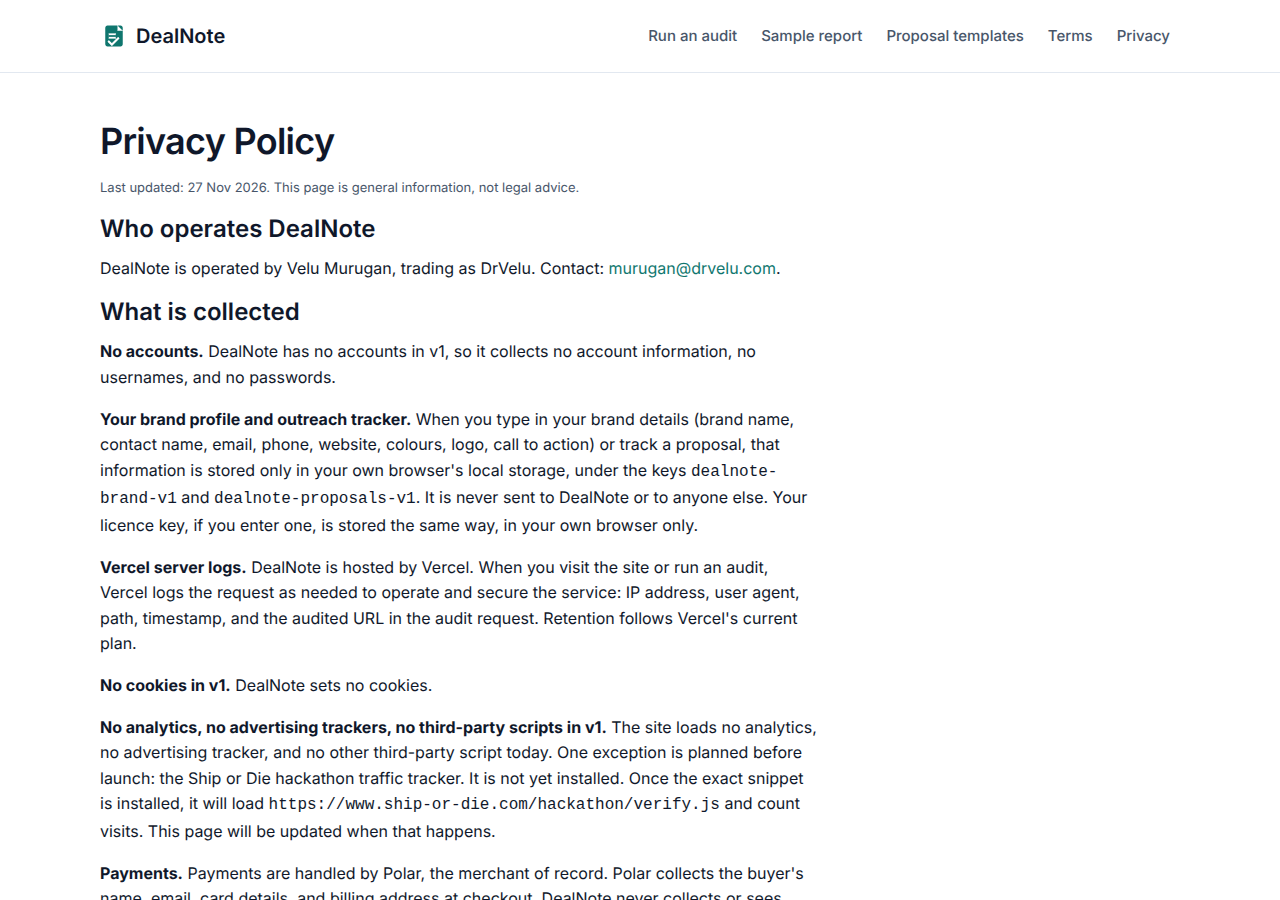 DealNote
Run an audit
Sample report
Proposal templates
Terms
Privacy
Privacy Policy
Last updated: 27 Nov 2026. This page is general information, not legal advice.
Who operates DealNote
DealNote is operated by Velu Murugan, trading as DrVelu. Contact: murugan@drvelu.com.
What is collected
No accounts. DealNote has no accounts in v1, so it collects no account information, no
usernames, and no passwords.
Your brand profile and outreach tracker. When you type in your brand details (brand name,
contact name, email, phone, website, colours, logo, call to action) or track a proposal, that
information is stored only in your own browser's local storage, under the keys dealnote-
brand-v1 and dealnote-proposals-v1. It is never sent to DealNote or to anyone else. Your
licence key, if you enter one, is stored the same way, in your own browser only.
Vercel server logs. DealNote is hosted by Vercel. When you visit the site or run an audit,
Vercel logs the request as needed to operate and secure the service: IP address, user agent,
path, timestamp, and the audited URL in the audit request. Retention follows Vercel's current
plan.
No cookies in v1. DealNote sets no cookies.
No analytics, no advertising trackers, no third-party scripts in v1. The site loads no analytics,
no advertising tracker, and no other third-party script today. One exception is planned before
launch: the Ship or Die hackathon traffic tracker. It is not yet installed. Once the exact snippet
is installed, it will load https://www.ship-or-die.com/hackathon/verify.js and count
visits. This page will be updated when that happens.
Payments. Payments are handled by Polar, the merchant of record. Polar collects the buyer's
name, email, card details, and billing address at checkout. DealNote never collects or sees